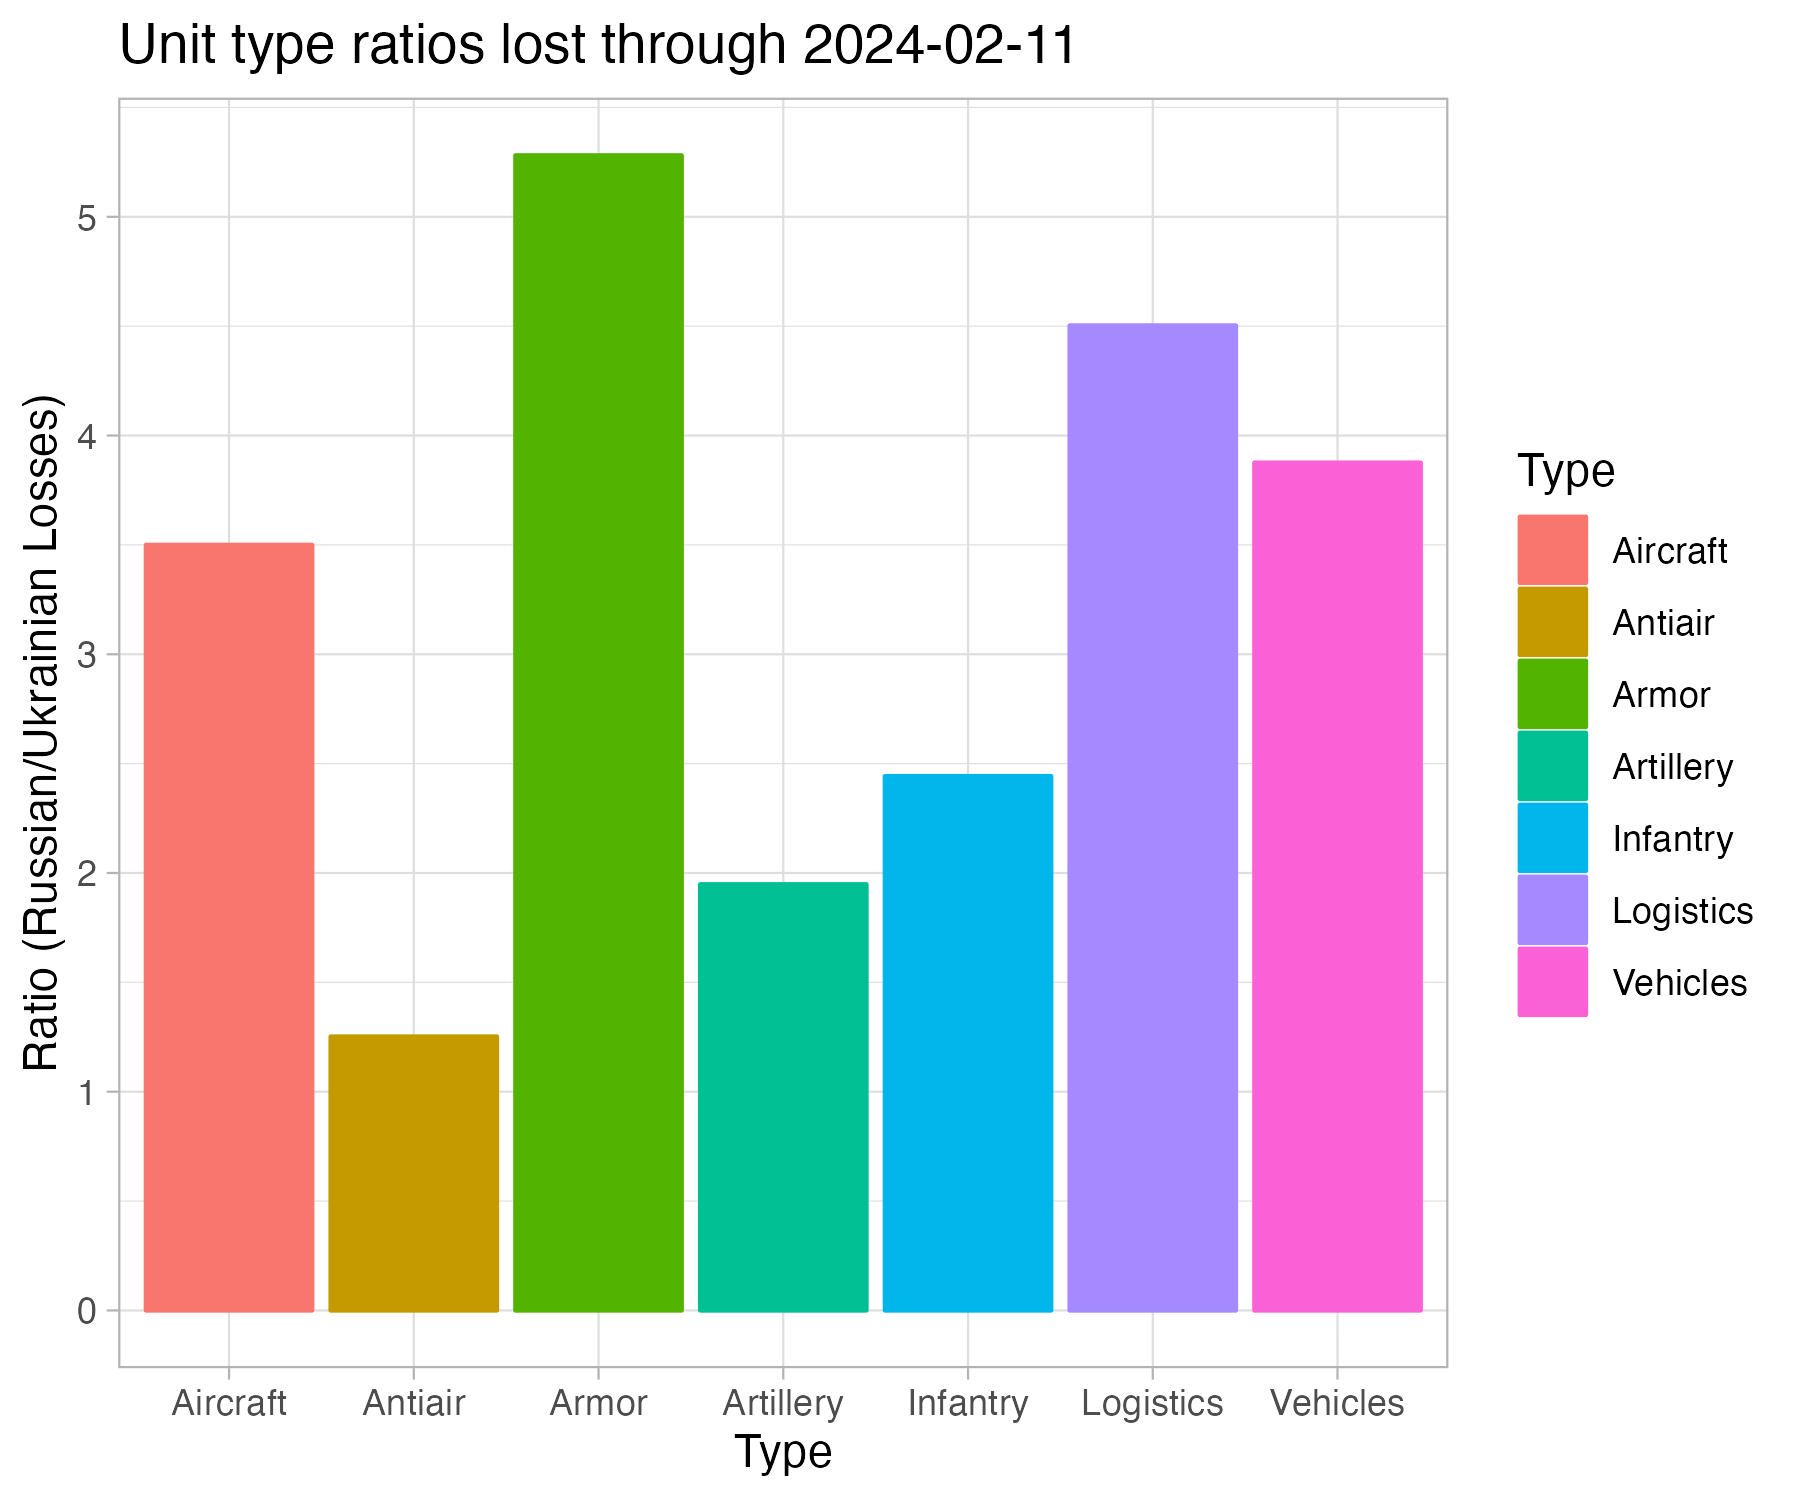 Unit type ratios lost through 2024-02-11
Ratio (Russian/Ukrainian Losses)
5
4
3
2
1
0
Aircraft
Antiair
Armor
Artillery
Infantry
Logistics
Vehicles
Type
Type
Aircraft
Antiair
Armor
Artillery
Infantry
Logistics
Vehicles